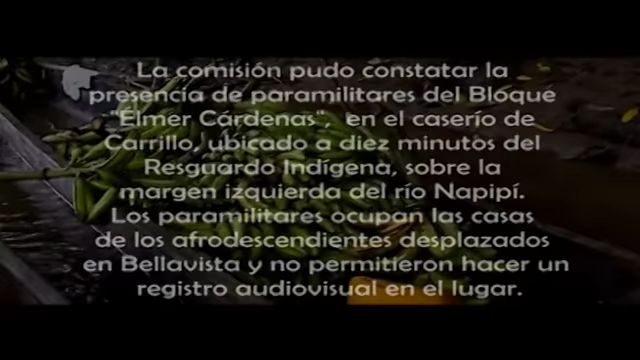 La comisión pudo constatar la
presencia de paramilitares del Bloque
"Élmer Cárdenas", en el caserío de
Carrillo, ubicado a diez minutos del
Resguardo Indígena, sobre la
margen izquierda del río Napipí.
Los paramilitares ocupan las casas
de los afrodescendientes desplazados
en Bellavista y no permitieron hacer un
registro audiovisual en el lugar.